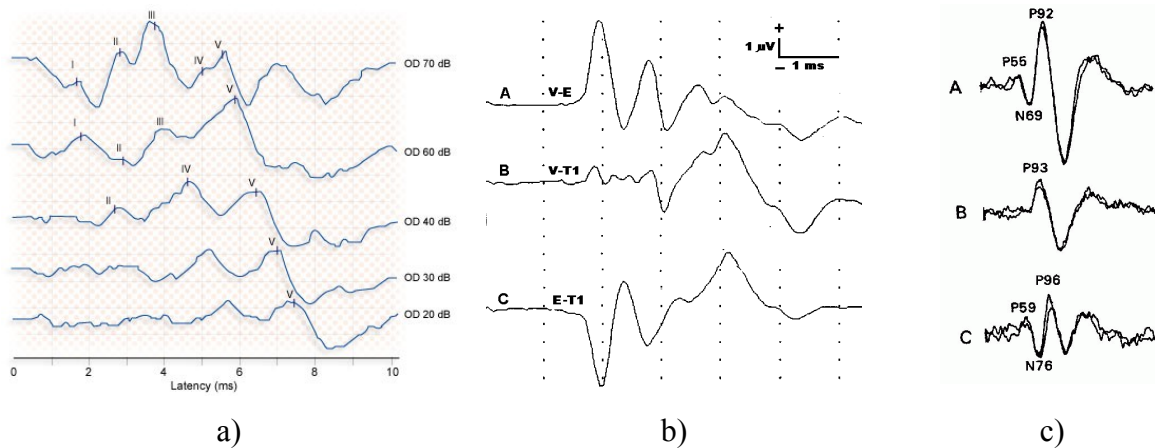 I
II
III
IV
V
OD 70 dB
I
II
III
V
OD 60 dB
II
IV
V
OD 40 dB
V
OD 30 dB
V
OD 20 dB
0 2 4 6 8 10
Latency (ms)
a)
+
1 µV
− 1 ms
A V-E
B V-T1
C E-T1
b)
P92
P55
A
N69
P93
B
P96
P59
C
N76
c)